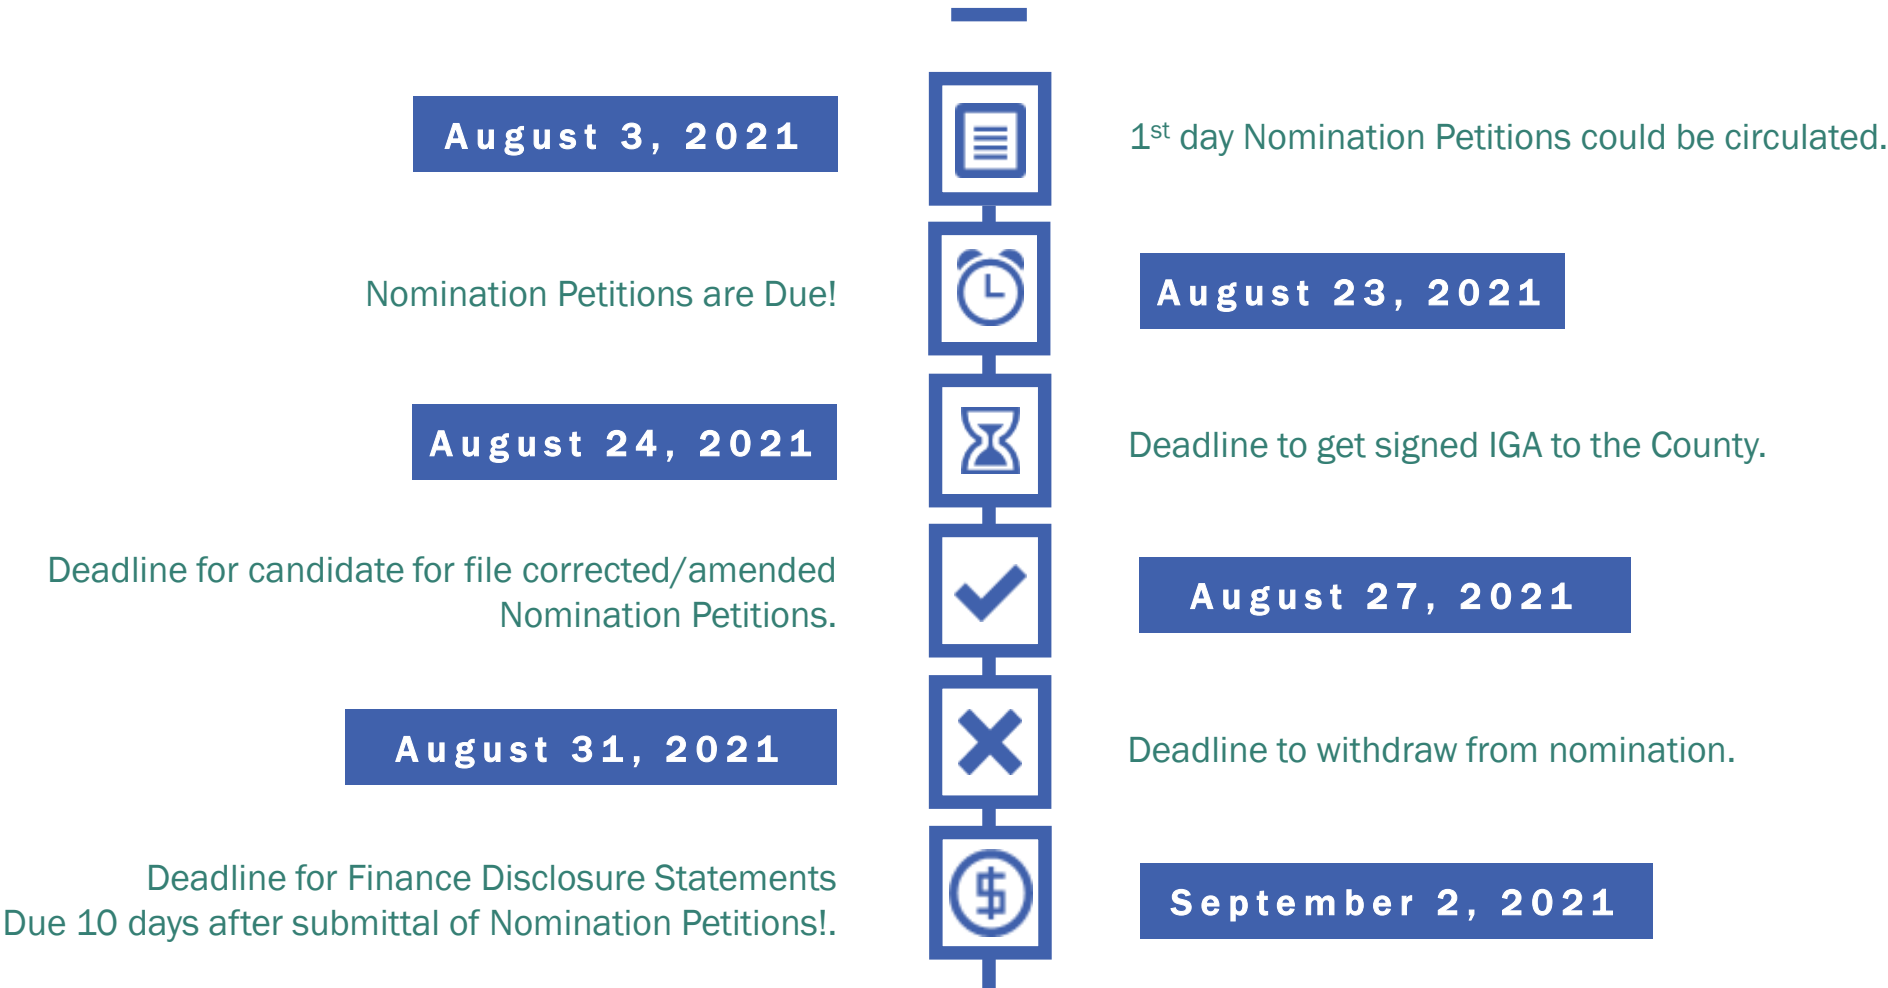 August 3, 2021
1st day Nomination Petitions could be circulated.
Nomination Petitions are Due!
August 23, 2021
August 24, 2021
Deadline to get signed IGA to the County.
Deadline for candidate for file corrected/amended
Nomination Petitions.
August 27, 2021
August 31, 2021
Deadline to withdraw from nomination.
Deadline for Finance Disclosure Statements
Due 10 days after submittal of Nomination Petitions!.
September 2, 2021